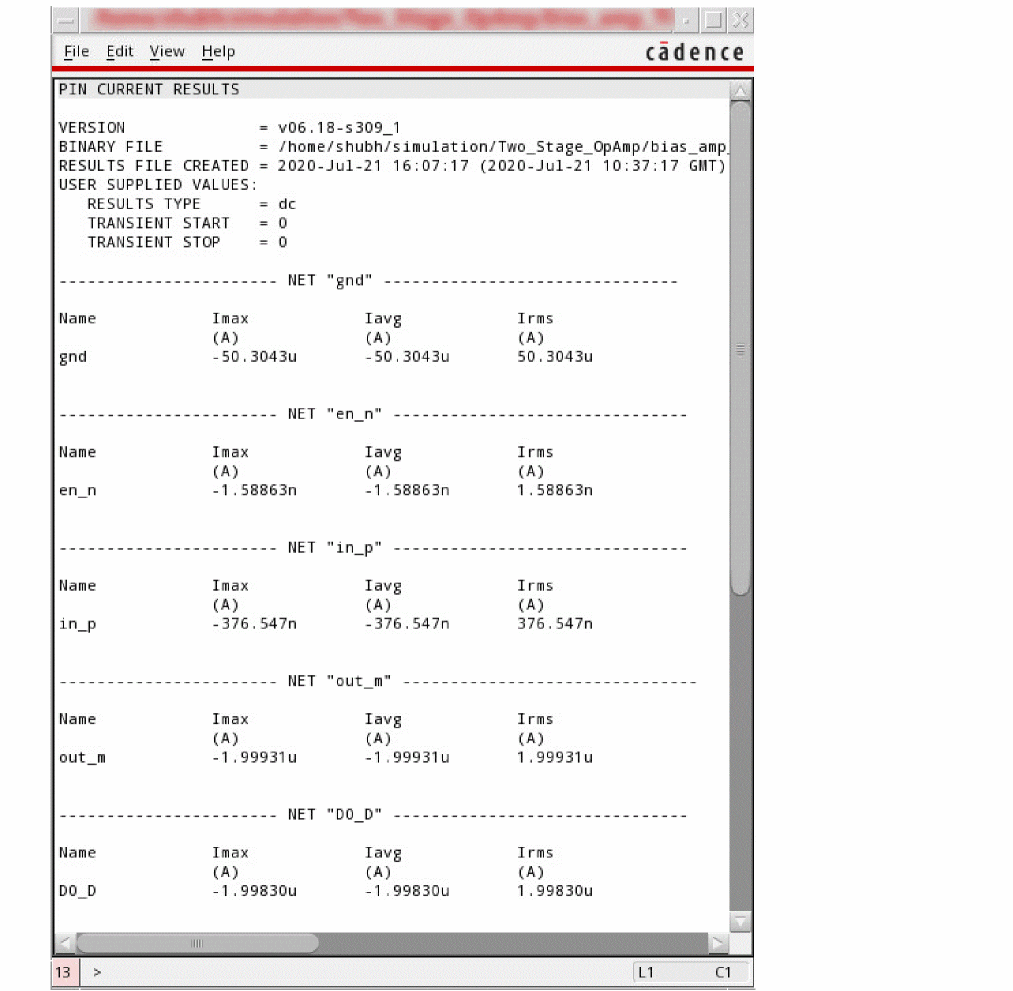 File Edit View Help
cādence
PIN CURRENT RESULTS
VERSION = v06.18-s309_1
BINARY FILE = /home/shubh/simulation/Two_Stage_OpAmp/bias_amp_
RESULTS FILE CREATED = 2020-Jul-21 16:07:17 (2020-Jul-21 10:37:17 GMT)
USER SUPPLIED VALUES:
RESULTS TYPE = dc
TRANSIENT START = 0
TRANSIENT STOP = 0
----------------------- NET "gnd" -------------------------------
Name Imax Iavg Irms
(A) (A) (A)
gnd -50.3043u -50.3043u 50.3043u
----------------------- NET "en_n" -------------------------------
Name Imax Iavg Irms
(A) (A) (A)
en_n -1.58863n -1.58863n 1.58863n
----------------------- NET "in_p" -------------------------------
Name Imax Iavg Irms
(A) (A) (A)
in_p -376.547n -376.547n 376.547n
----------------------- NET "out_m" -------------------------------
Name Imax Iavg Irms
(A) (A) (A)
out_m -1.99931u -1.99931u 1.99931u
----------------------- NET "D0_D" -------------------------------
Name Imax Iavg Irms
(A) (A) (A)
D0_D -1.99830u -1.99830u 1.99830u
13 > L1 C1